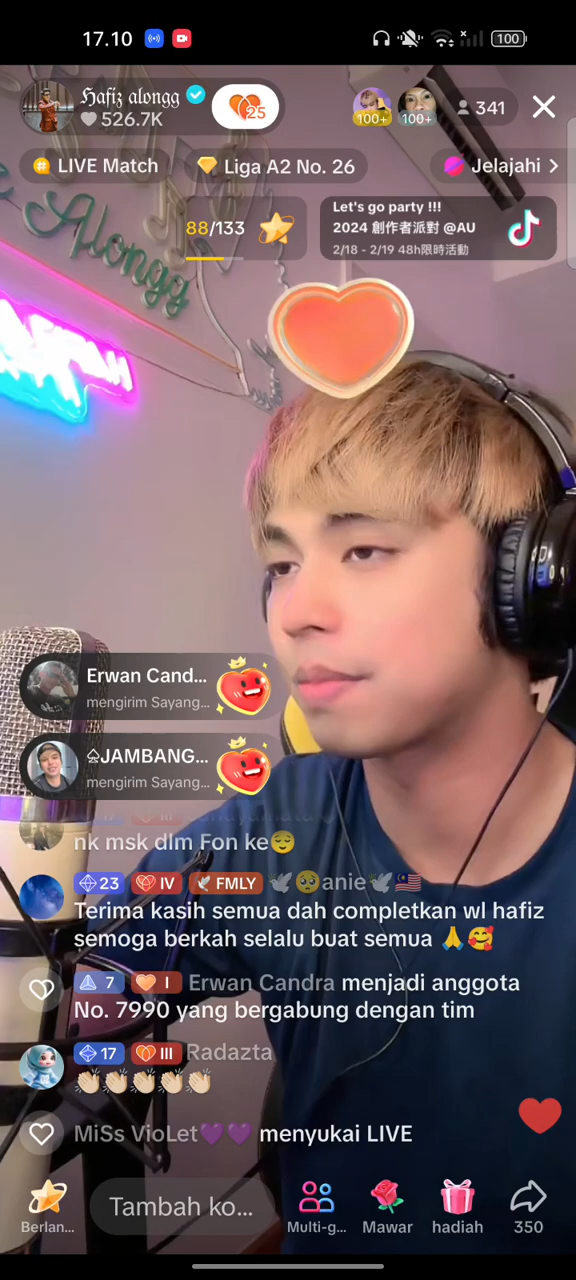 17.10
100
Hafiz alongg
526.7K
25
100+
100+
341
LIVE Match
Liga A2 No. 26
Jelajahi
Alongg
88/133
Let's go party !!!
2024 創作者派對 @AU
2/18 - 2/19 48h限時活動
Erwan Cand...
mengirim Sayang...
♤JAMBANG...
mengirim Sayang...
nk msk dlm Fon ke😌
23 IV FMLY 🕊️🥺anie🕊️🇲🇾
Terima kasih semua dah completkan wl hafiz
semoga berkah selalu buat semua 🙏🥰
7 I Erwan Candra menjadi anggota
No. 7990 yang bergabung dengan tim
17 III Radazta
👏🏻👏🏻👏🏻👏🏻👏🏻
MiSs VioLet💜💜 menyukai LIVE
Tambah ko...
Berlan...
Multi-g...
Mawar
hadiah
350